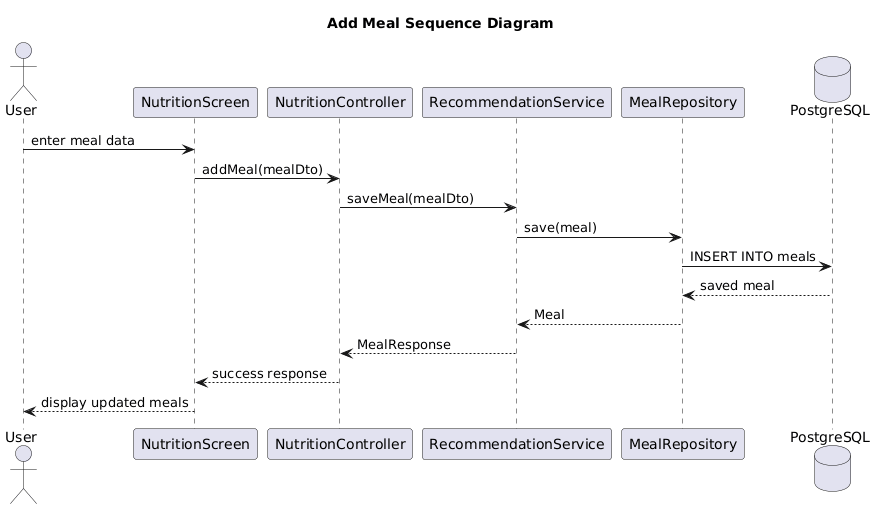 Add Meal Sequence Diagram
User
NutritionScreen
NutritionController
RecommendationService
MealRepository
PostgreSQL
enter meal data
addMeal(mealDto)
saveMeal(mealDto)
save(meal)
INSERT INTO meals
saved meal
Meal
MealResponse
success response
display updated meals
User
NutritionScreen
NutritionController
RecommendationService
MealRepository
PostgreSQL